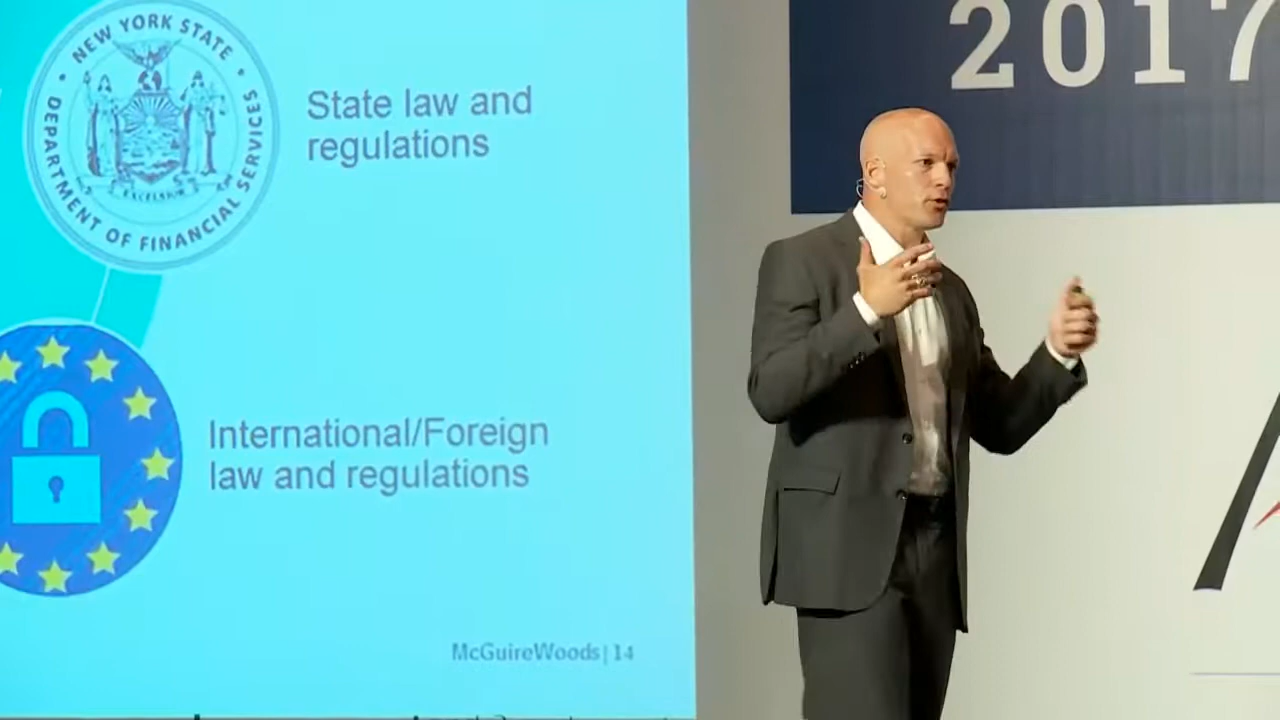 NEW YORK STATE
DEPARTMENT OF FINANCIAL SERVICES
EXCELSIOR
State law and
regulations
International/Foreign
law and regulations
McGuireWoods | 14
2017